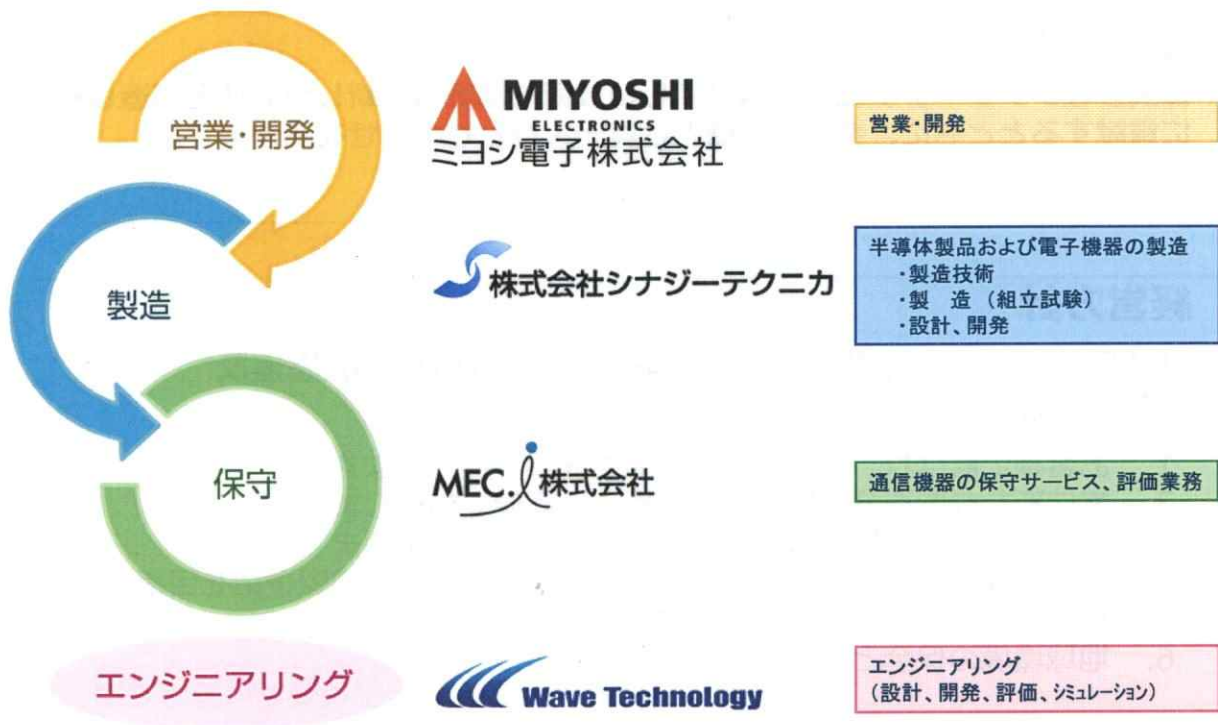 営業・開発
MIYOSHI
ELECTRONICS
ミヨシ電子株式会社
営業・開発
製造
株式会社シナジーテクニカ
半導体製品および電子機器の製造
・製造技術
・製 造 (組立試験)
・設計、開発
保守
MEC.i株式会社
通信機器の保守サービス、評価業務
エンジニアリング
Wave Technology
エンジニアリング
(設計、開発、評価、シミュレーション)